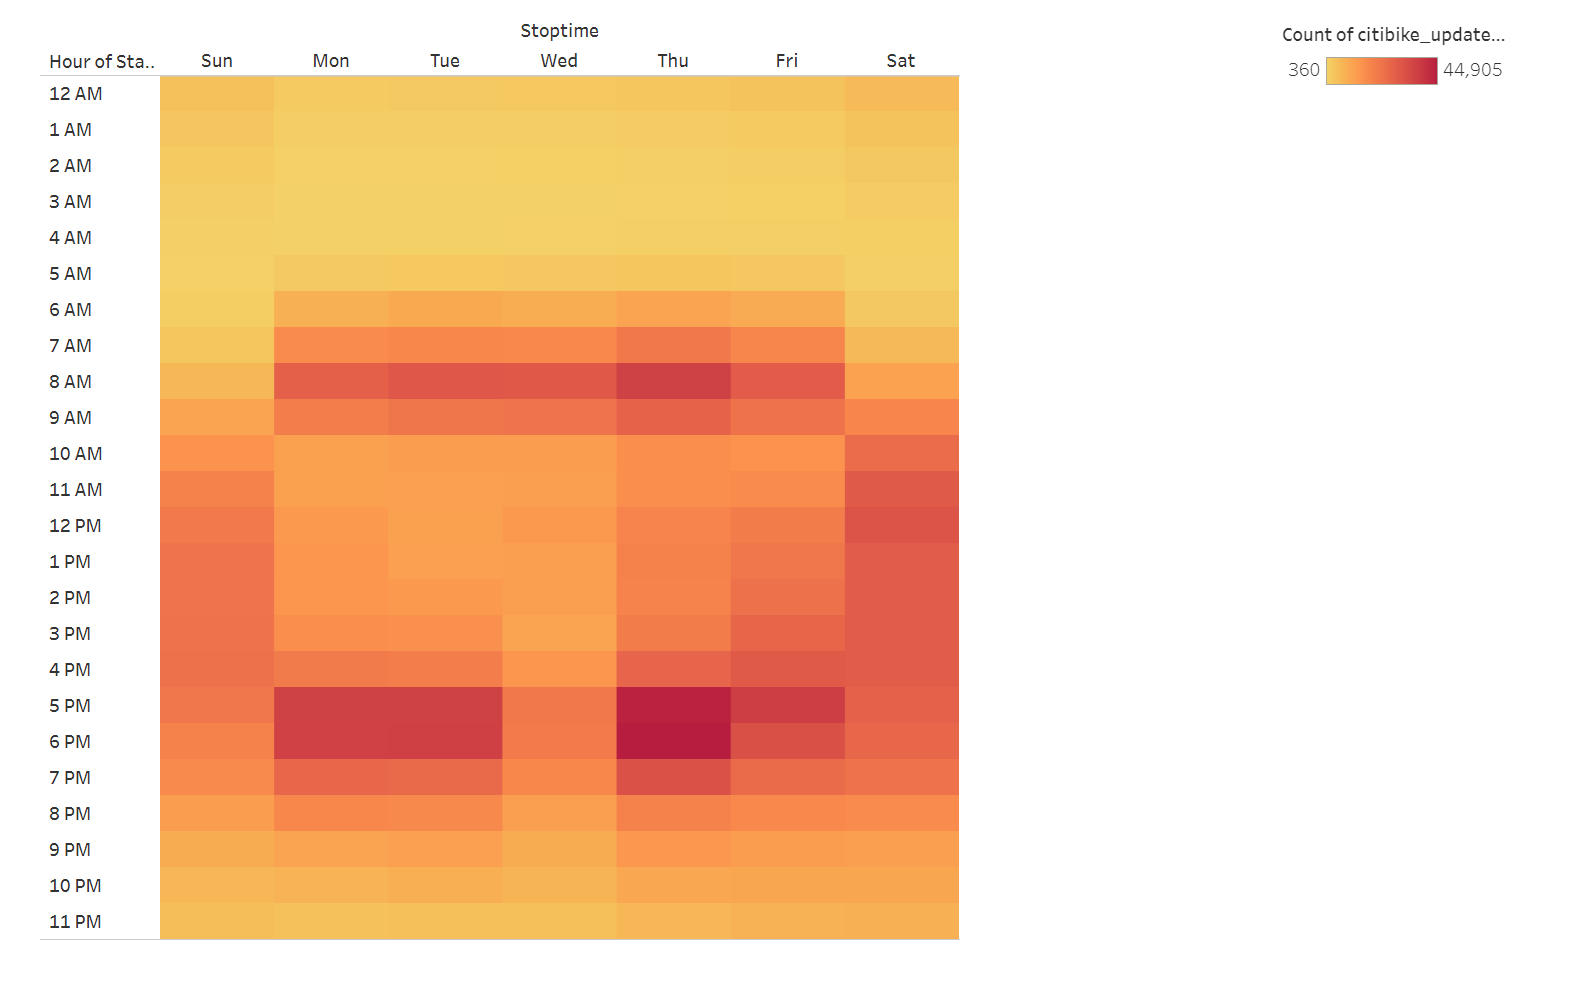 Stoptime
Hour of Sta.. Sun Mon Tue Wed Thu Fri Sat
12 AM
1 AM
2 AM
3 AM
4 AM
5 AM
6 AM
7 AM
8 AM
9 AM
10 AM
11 AM
12 PM
1 PM
2 PM
3 PM
4 PM
5 PM
6 PM
7 PM
8 PM
9 PM
10 PM
11 PM
Count of citibike_update...
360 44,905